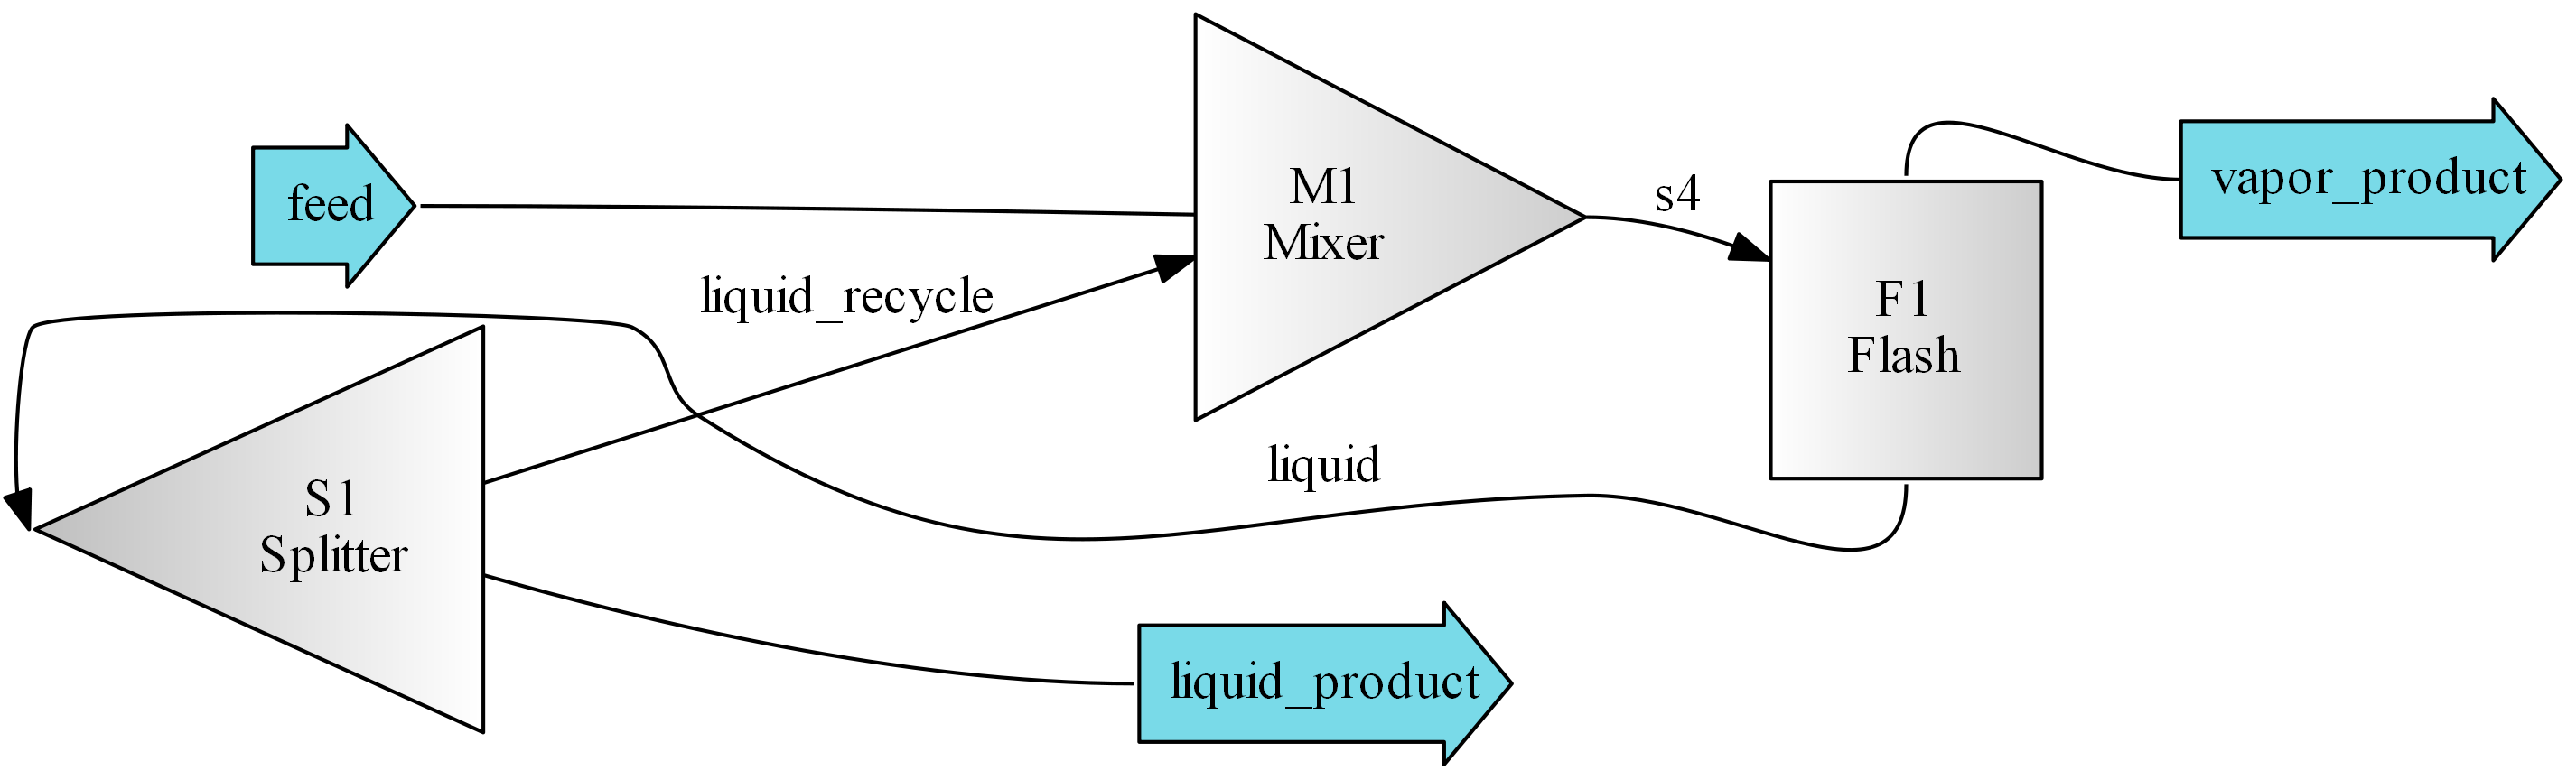 feed
M1
Mixer
s4
vapor_product
F1
Flash
liquid_recycle
liquid
S1
Splitter
liquid_product